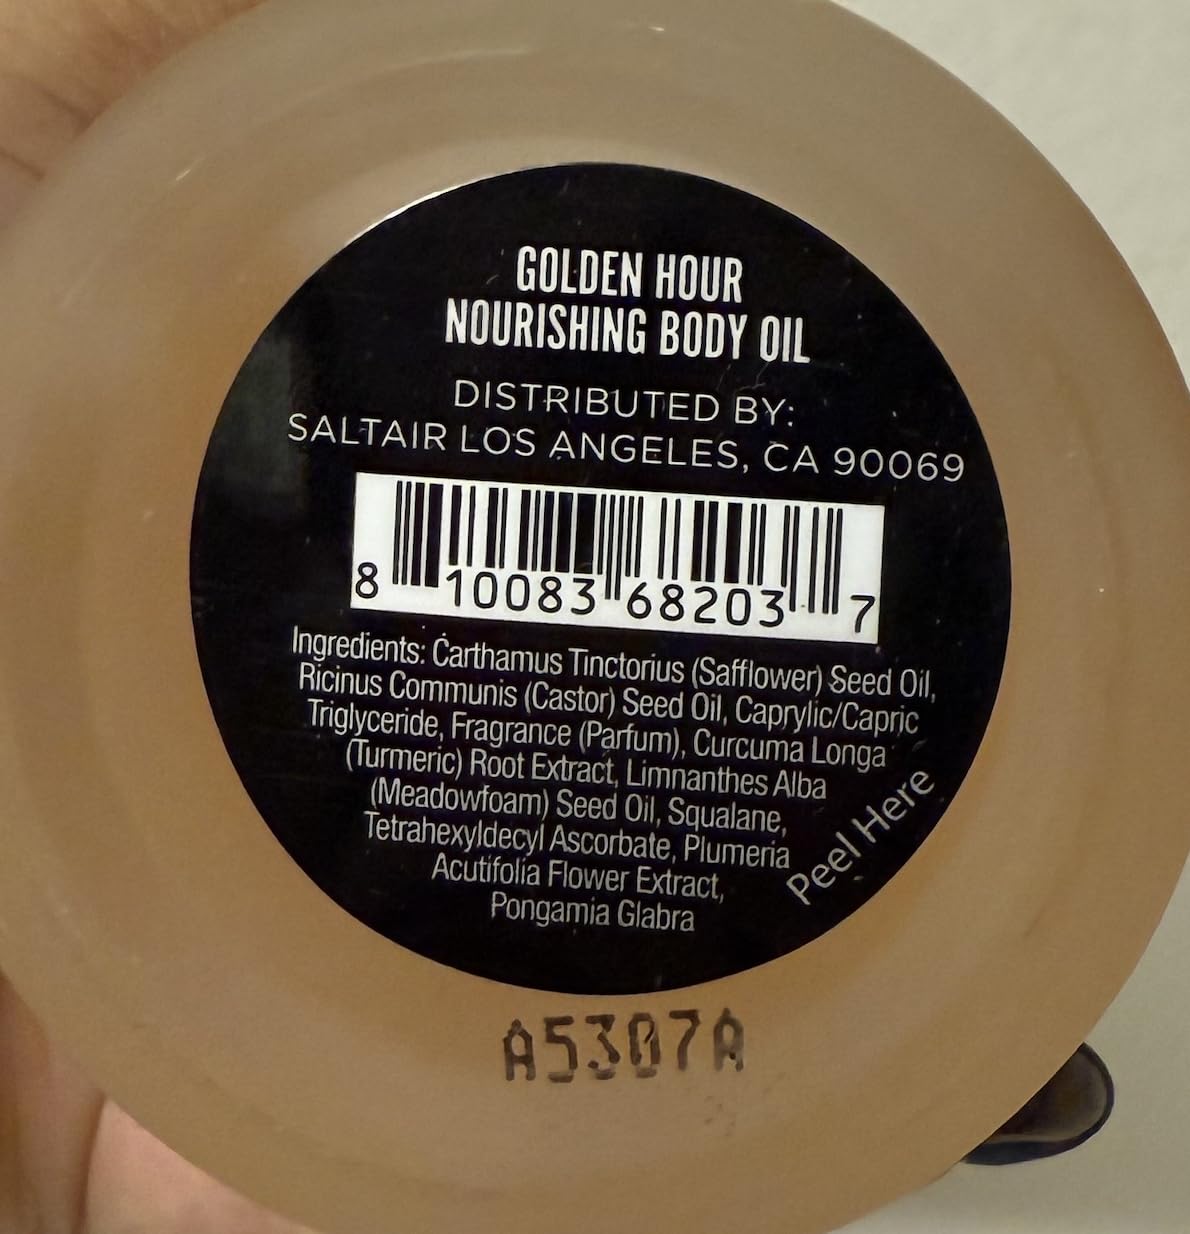 GOLDEN HOUR
NOURISHING BODY OIL
DISTRIBUTED BY:
SALTAIR LOS ANGELES, CA 90069
8 10083 68203 7
Ingredients: Carthamus Tinctorius (Safflower) Seed Oil,
Ricinus Communis (Castor) Seed Oil, Caprylic/Capric
Triglyceride, Fragrance (Parfum), Curcuma Longa
(Turmeric) Root Extract, Limnanthes Alba
(Meadowfoam) Seed Oil, Squalane,
Tetrahexyldecyl Ascorbate, Plumeria
Acutifolia Flower Extract,
Pongamia Glabra
Peel Here
A5307A